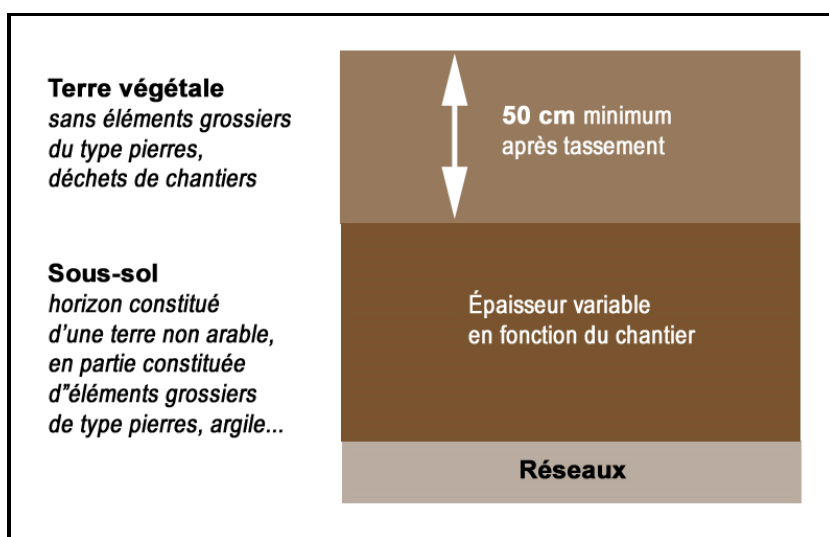 Terre végétale
sans éléments grossiers
du type pierres,
déchets de chantiers
50 cm minimum
après tassement
Sous-sol
horizon constitué
d'une terre non arable,
en partie constituée
d"éléments grossiers
de type pierres, argile...
Épaisseur variable
en fonction du chantier
Réseaux